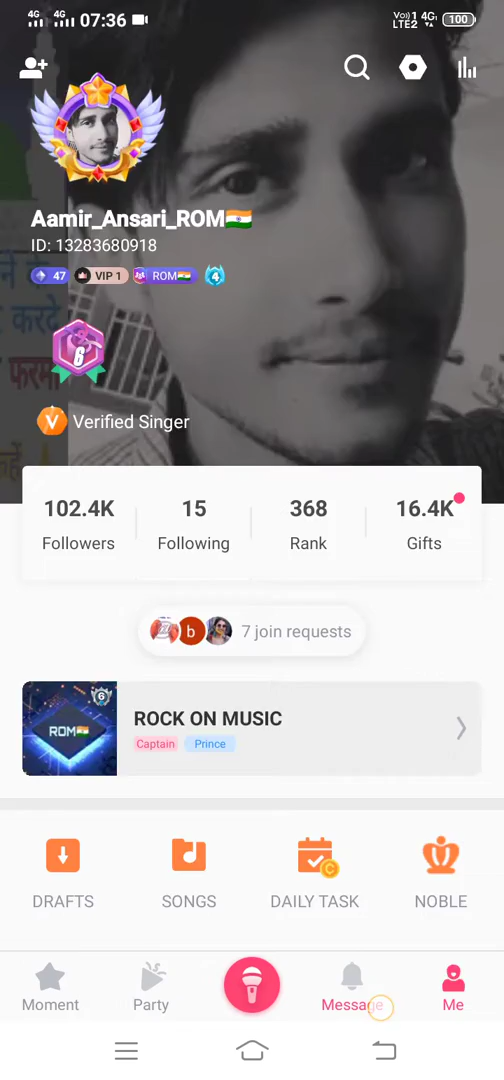 4G 4G 07:36 Vo)) 1 4G LTE2 100
Aamir_Ansari_ROM🇮🇳
ID: 13283680918
47 VIP 1 ROM🇮🇳 4
6
V Verified Singer
102.4K 15 368 16.4K
Followers Following Rank Gifts
b 7 join requests
6
ROM🇮🇳
ROCK ON MUSIC
Captain Prince
C
DRAFTS SONGS DAILY TASK NOBLE
Moment Party Message Me